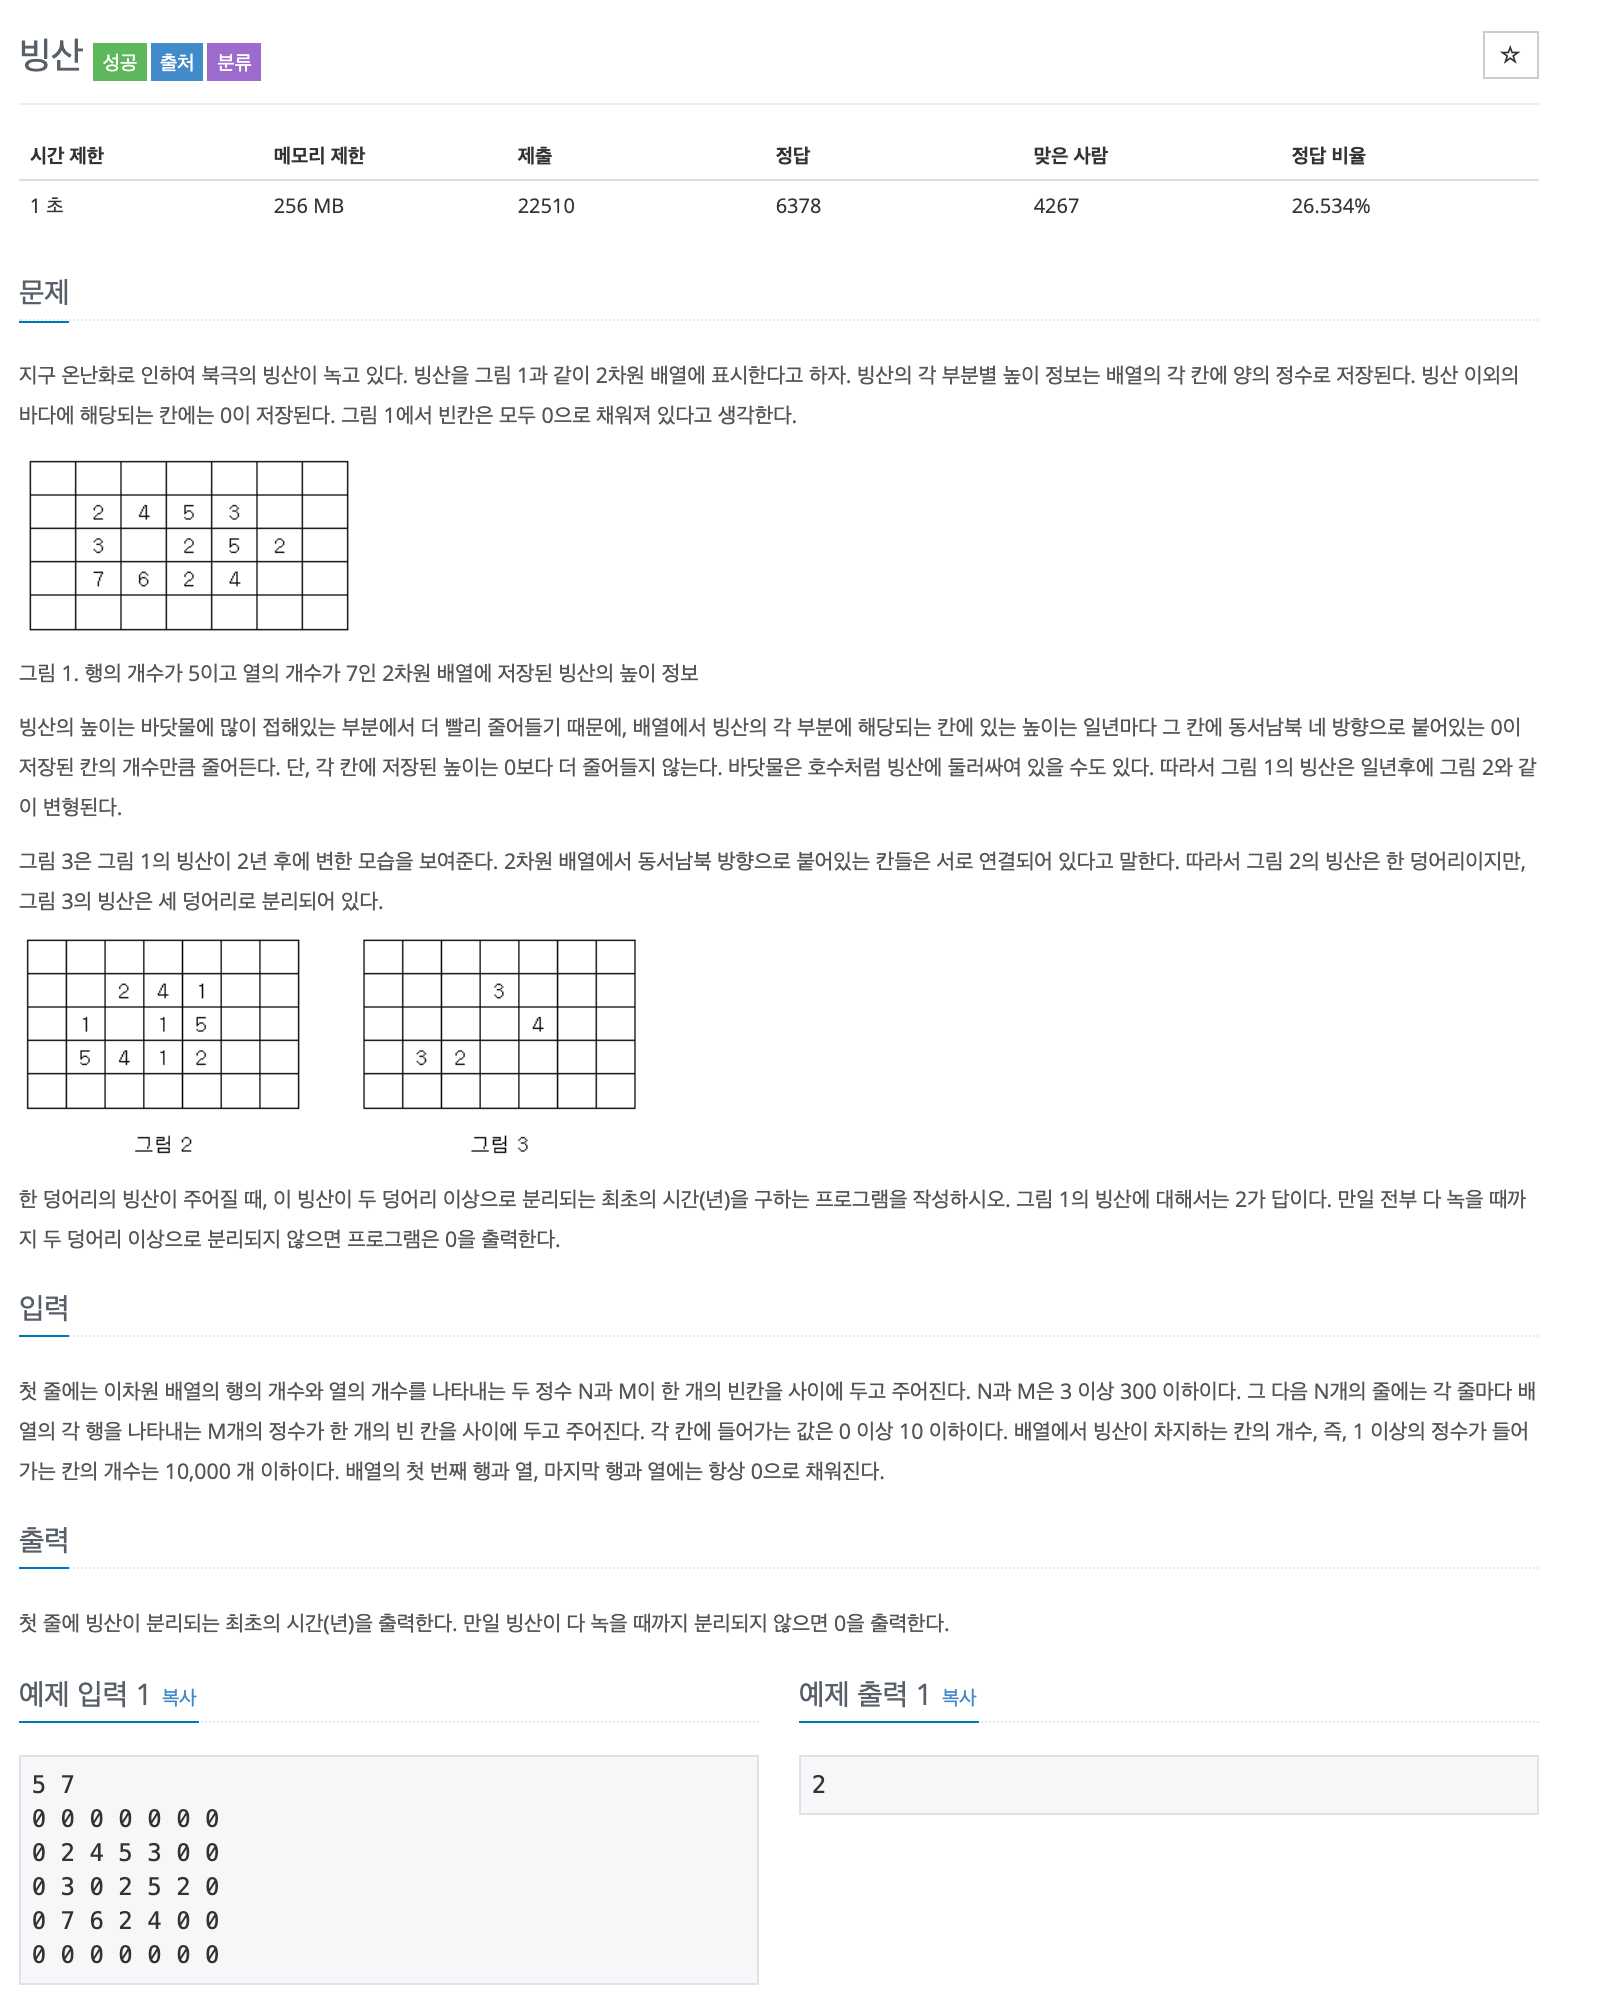 빙산 성공 출처 분류 ☆
시간 제한 메모리 제한 제출 정답 맞은 사람 정답 비율
1 초 256 MB 22510 6378 4267 26.534%
문제
지구 온난화로 인하여 북극의 빙산이 녹고 있다. 빙산을 그림 1과 같이 2차원 배열에 표시한다고 하자. 빙산의 각 부분별 높이 정보는 배열의 각 칸에 양의 정수로 저장된다. 빙산 이외의
바다에 해당되는 칸에는 0이 저장된다. 그림 1에서 빈칸은 모두 0으로 채워져 있다고 생각한다.
2 4 5 3
3 2 5 2
7 6 2 4
그림 1. 행의 개수가 5이고 열의 개수가 7인 2차원 배열에 저장된 빙산의 높이 정보
빙산의 높이는 바닷물에 많이 접해있는 부분에서 더 빨리 줄어들기 때문에, 배열에서 빙산의 각 부분에 해당되는 칸에 있는 높이는 일년마다 그 칸에 동서남북 네 방향으로 붙어있는 0이
저장된 칸의 개수만큼 줄어든다. 단, 각 칸에 저장된 높이는 0보다 더 줄어들지 않는다. 바닷물은 호수처럼 빙산에 둘러싸여 있을 수도 있다. 따라서 그림 1의 빙산은 일년후에 그림 2와 같
이 변형된다.
그림 3은 그림 1의 빙산이 2년 후에 변한 모습을 보여준다. 2차원 배열에서 동서남북 방향으로 붙어있는 칸들은 서로 연결되어 있다고 말한다. 따라서 그림 2의 빙산은 한 덩어리이지만,
그림 3의 빙산은 세 덩어리로 분리되어 있다.
2 4 1
1 1 5
5 4 1 2
그림 2
3
4
3 2
그림 3
한 덩어리의 빙산이 주어질 때, 이 빙산이 두 덩어리 이상으로 분리되는 최초의 시간(년)을 구하는 프로그램을 작성하시오. 그림 1의 빙산에 대해서는 2가 답이다. 만일 전부 다 녹을 때까
지 두 덩어리 이상으로 분리되지 않으면 프로그램은 0을 출력한다.
입력
첫 줄에는 이차원 배열의 행의 개수와 열의 개수를 나타내는 두 정수 N과 M이 한 개의 빈칸을 사이에 두고 주어진다. N과 M은 3 이상 300 이하이다. 그 다음 N개의 줄에는 각 줄마다 배
열의 각 행을 나타내는 M개의 정수가 한 개의 빈 칸을 사이에 두고 주어진다. 각 칸에 들어가는 값은 0 이상 10 이하이다. 배열에서 빙산이 차지하는 칸의 개수, 즉, 1 이상의 정수가 들어
가는 칸의 개수는 10,000 개 이하이다. 배열의 첫 번째 행과 열, 마지막 행과 열에는 항상 0으로 채워진다.
출력
첫 줄에 빙산이 분리되는 최초의 시간(년)을 출력한다. 만일 빙산이 다 녹을 때까지 분리되지 않으면 0을 출력한다.
예제 입력 1 복사
5 7
0 0 0 0 0 0 0
0 2 4 5 3 0 0
0 3 0 2 5 2 0
0 7 6 2 4 0 0
0 0 0 0 0 0 0
예제 출력 1 복사
2